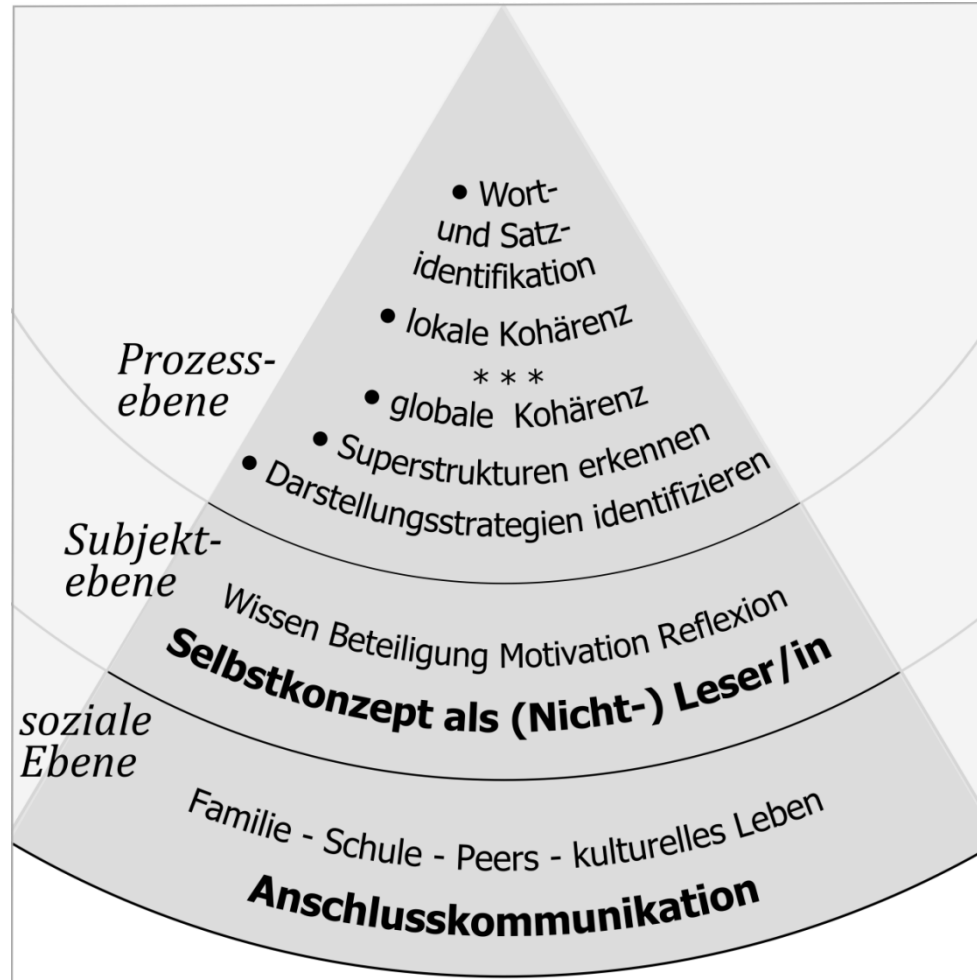 • Wort-
und Satz-
identifikation
• lokale Kohärenz
* * *
• globale Kohärenz
• Superstrukturen erkennen
• Darstellungsstrategien identifizieren
Prozess-
ebene
Subjekt-
ebene
Wissen Beteiligung Motivation Reflexion
Selbstkonzept als (Nicht-) Leser/in
soziale
Ebene
Familie - Schule - Peers - kulturelles Leben
Anschlusskommunikation